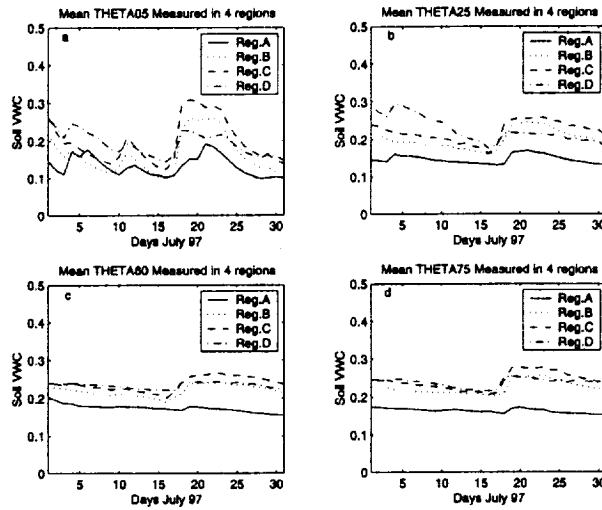 Mean THETA05 Measured in 4 regions
a
Reg.A
Reg.B
Reg.C
Reg.D
0.5
0.4
0.3
0.2
0.1
0
Soil VWC
5 10 15 20 25 30
Days July 97
Mean THETA25 Measured in 4 regions
b
Reg.A
Reg.B
Reg.C
Reg.D
0.5
0.4
0.3
0.2
0.1
0
Soil VWC
5 10 15 20 25 30
Days July 97
Mean THETA60 Measured in 4 regions
c
Reg.A
Reg.B
Reg.C
Reg.D
0.5
0.4
0.3
0.2
0.1
0
Soil VWC
5 10 15 20 25 30
Days July 97
Mean THETA75 Measured in 4 regions
d
Reg.A
Reg.B
Reg.C
Reg.D
0.5
0.4
0.3
0.2
0.1
0
Soil VWC
5 10 15 20 25 30
Days July 97